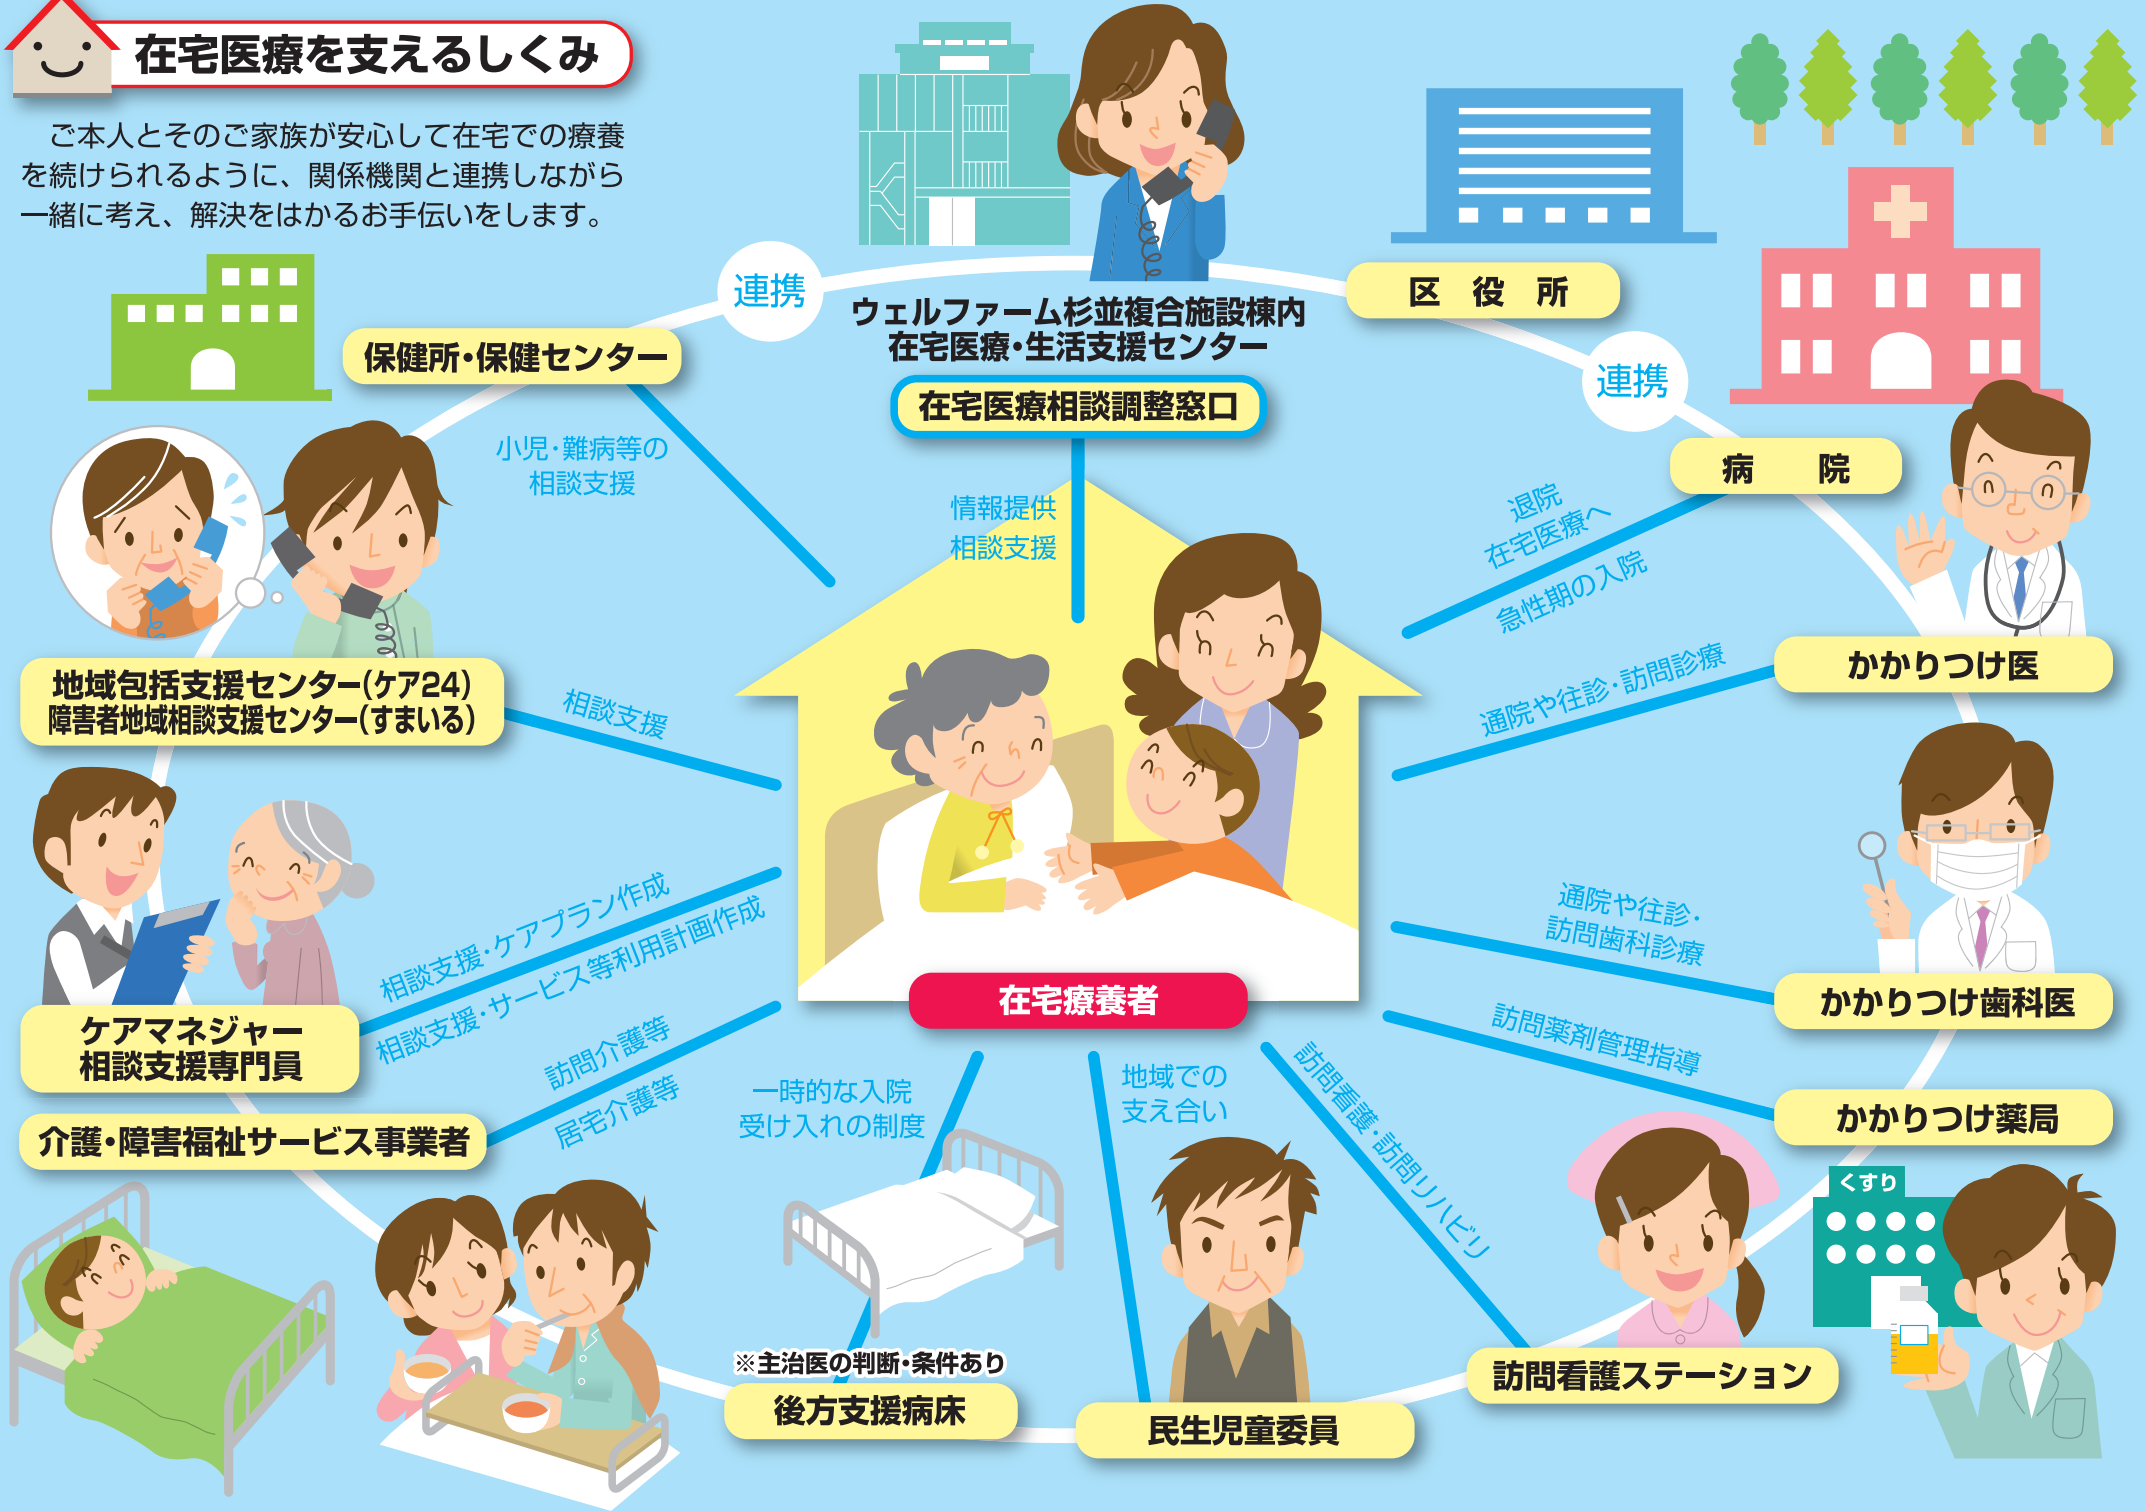 在宅医療を支えるしくみ
ご本人とそのご家族が安心して在宅での療養
を続けられるように、関係機関と連携しながら
一緒に考え、解決をはかるお手伝いをします。
連携
ウェルファーム杉並複合施設棟内
在宅医療・生活支援センター
在宅医療相談調整窓口
区役所
連携
保健所・保健センター
小児・難病等の
相談支援
情報提供
相談支援
病院
退院
在宅医療へ
急性期の入院
地域包括支援センター(ケア24)
障害者地域相談支援センター(すまいる)
相談支援
かかりつけ医
通院や往診・訪問診療
ケアマネジャー
相談支援専門員
相談支援・ケアプラン作成
相談支援・サービス等利用計画作成
通院や往診・
訪問歯科診療
かかりつけ歯科医
在宅療養者
介護・障害福祉サービス事業者
訪問介護等
居宅介護等
訪問薬剤管理指導
かかりつけ薬局
くすり
一時的な入院
受け入れの制度
地域での
支え合い
訪問看護・訪問リハビリ
※主治医の判断・条件あり
後方支援病床
民生児童委員
訪問看護ステーション